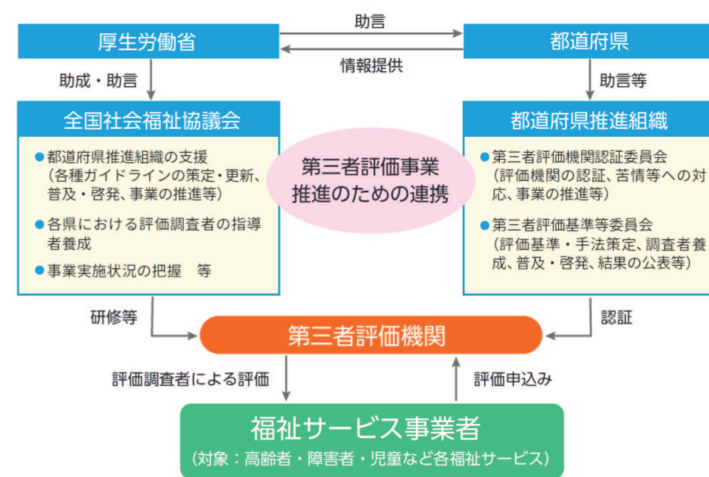 助言
厚生労働省
都道府県
情報提供
助成・助言
助言等
全国社会福祉協議会
●都道府県推進組織の支援
（各種ガイドラインの策定・更新、
普及・啓発、事業の推進等）
●各県における評価調査者の指導
者養成
●事業実施状況の把握　等
第三者評価事業
推進のための連携
都道府県推進組織
●第三者評価機関認証委員会
（評価機関の認証、苦情等への対
応、事業の推進等）
●第三者評価基準等委員会
（評価基準・手法策定、調査者養
成、普及・啓発、結果の公表等）
研修等
第三者評価機関
認証
評価調査者による評価
評価申込み
福祉サービス事業者
（対象：高齢者・障害者・児童など各福祉サービス）